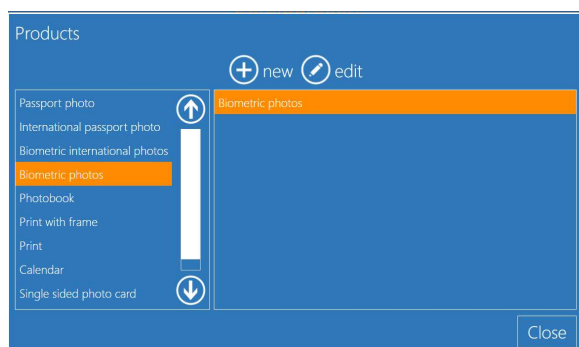 Products
new edit
Passport photo
International passport photo
Biometric international photos
Biometric photos
Photobook
Print with frame
Print
Calendar
Single sided photo card
Biometric photos
Close